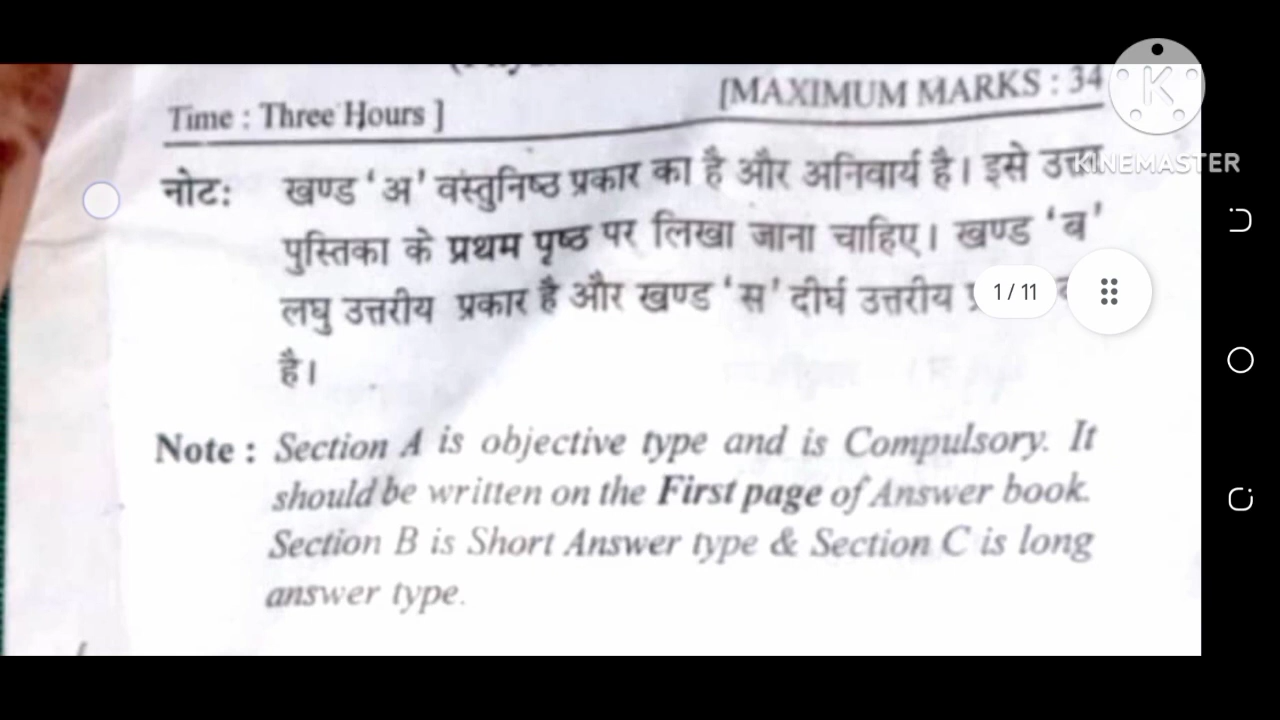 Time : Three Hours ]
[MAXIMUM MARKS : 34
KINEMASTER
नोट: खण्ड ‘अ’ वस्तुनिष्ठ प्रकार का है और अनिवार्य है। इसे उत्तर
पुस्तिका के प्रथम पृष्ठ पर लिखा जाना चाहिए। खण्ड ‘ब’
लघु उत्तरीय प्रकार है और खण्ड ‘स’ दीर्घ उत्तरीय
1 / 11
है।
Note : Section A is objective type and is Compulsory. It
should be written on the First page of Answer book.
Section B is Short Answer type & Section C is long
answer type.